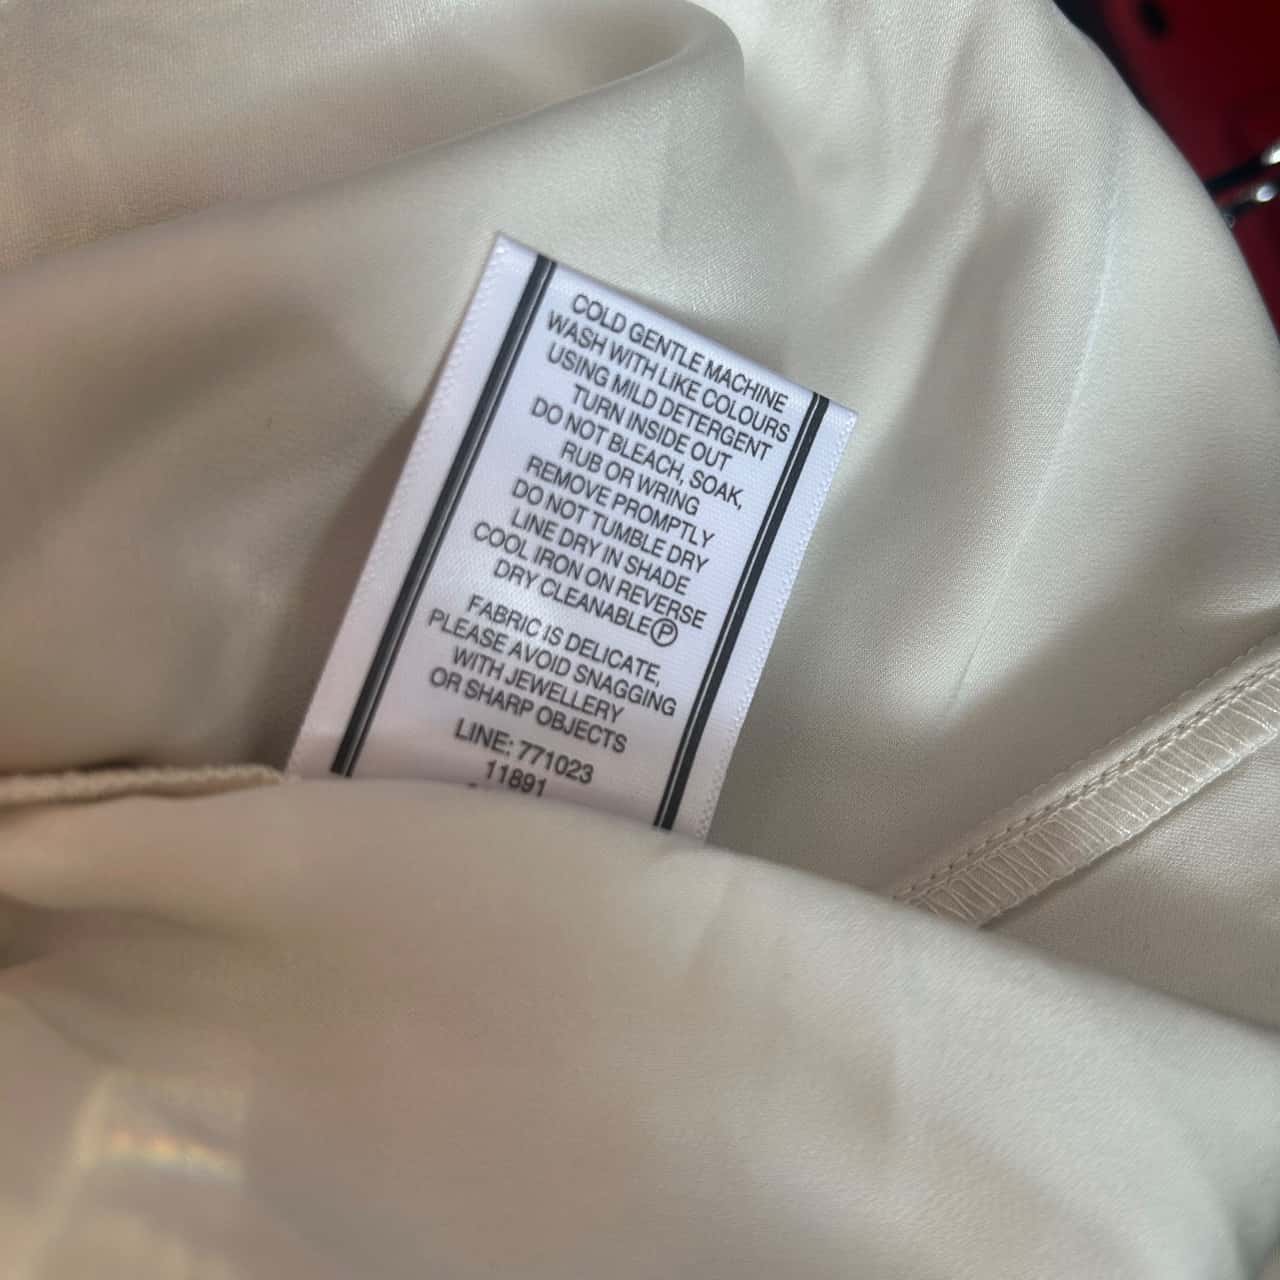 COLD GENTLE MACHINE
WASH WITH LIKE COLOURS
USING MILD DETERGENT
TURN INSIDE OUT
DO NOT BLEACH, SOAK,
RUB OR WRING
REMOVE PROMPTLY
DO NOT TUMBLE DRY
LINE DRY IN SHADE
COOL IRON ON REVERSE
DRY CLEANABLE Ⓟ
FABRIC IS DELICATE,
PLEASE AVOID SNAGGING
WITH JEWELLERY
OR SHARP OBJECTS
LINE: 771023
11891